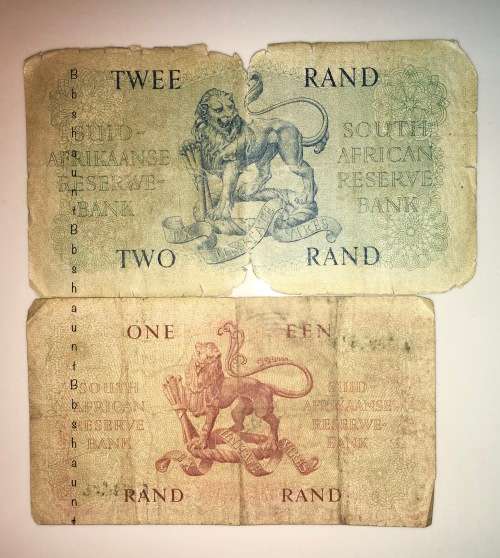 TWEE RAND
SUID- SOUTH
AFRIKAANSE AFRICAN
RESERWE- RESERVE
BANK BANK
TWO RAND
ONE EEN
SOUTH SUID
AFRICAN AFRIKAANSE
RESERVE RESERWE-
BANK BANK
RAND RAND
BbshauntBbshauntBbshaunt